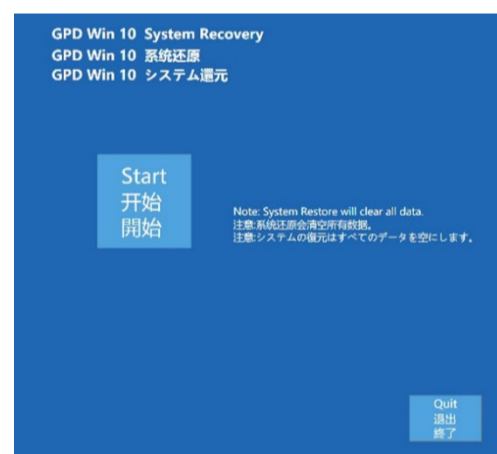 GPD Win 10 System Recovery
GPD Win 10 系统还原
GPD Win 10 システム還元
Start
开始
開始
Note: System Restore will clear all data.
注意:系统还原会清空所有数据。
注意:システムの復元はすべてのデータを空にします。
Quit
退出
終了